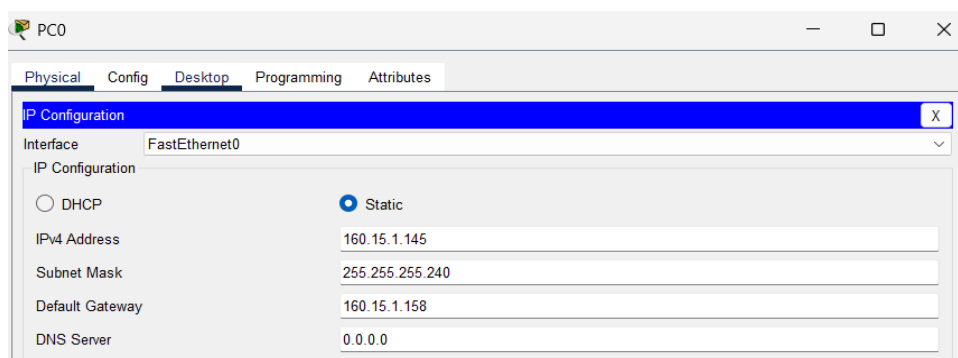 PC0
Physical Config Desktop Programming Attributes
IP Configuration X
Interface FastEthernet0
IP Configuration
DHCP Static
IPv4 Address 160.15.1.145
Subnet Mask 255.255.255.240
Default Gateway 160.15.1.158
DNS Server 0.0.0.0